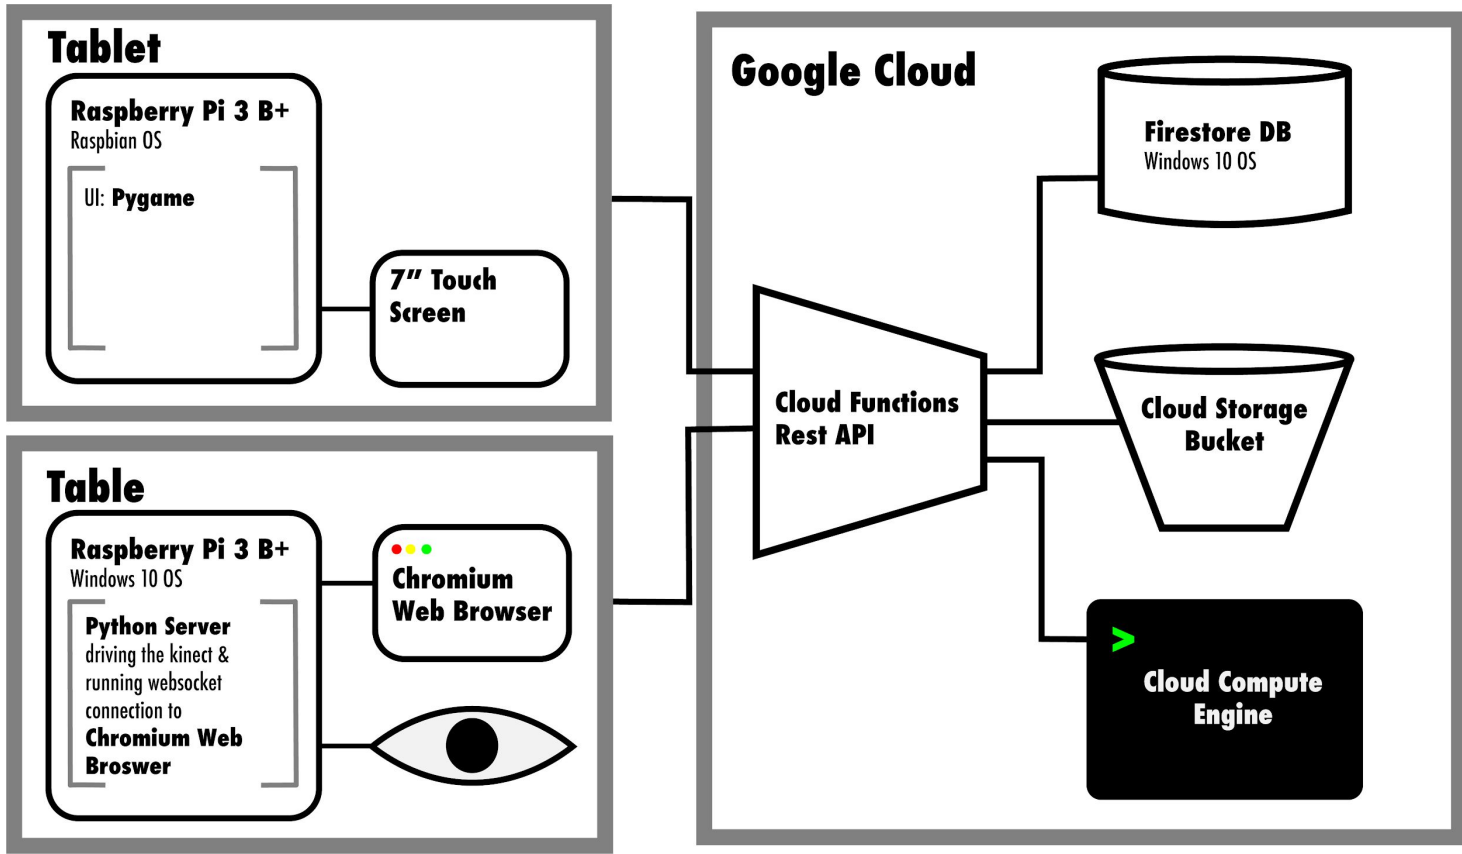 Tablet
Raspberry Pi 3 B+
Raspbian OS
UI: Pygame
7” Touch
Screen
Table
Raspberry Pi 3 B+
Windows 10 OS
Python Server
driving the kinect &
running websocket
connection to
Chromium Web
Broswer
Chromium
Web Browser
Google Cloud
Cloud Functions
Rest API
Firestore DB
Windows 10 OS
Cloud Storage
Bucket
>
Cloud Compute
Engine